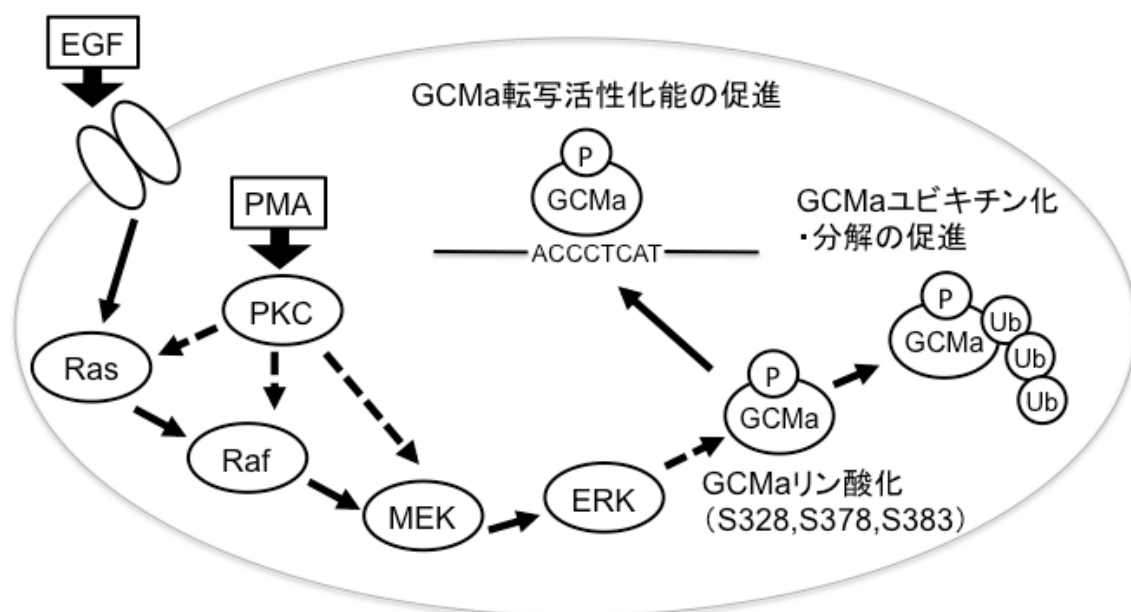 EGF
GCMa転写活性化能の促進
P
GCMa
PMA
GCMaユビキチン化
・分解の促進
ACCCTCAT
PKC
P
GCMa
Ub
Ub
Ub
Ras
P
GCMa
Raf
ERK
MEK
GCMaリン酸化
(S328,S378,S383)